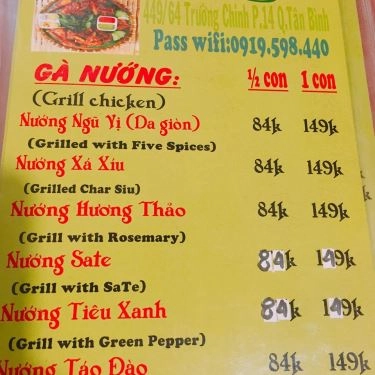 449/64 Trường Chinh P.14 Q.Tân Bình
Pass wifi:0919.598.440
GÀ NƯỚNG: ½ con 1 con
(Grill chicken)
Nướng Ngũ Vị (Da giòn) 84k 149k
(Grilled with Five Spices)
Nướng Xá Xíu 84k 149k
(Grilled Char Siu)
Nướng Hương Thảo 84k 149k
(Grill with Rosemary)
Nướng Sate 84k 149k
(Grill with SaTe)
Nướng Tiêu Xanh 84k 149k
(Grill with Green Pepper)
Nướng Táo Đào 84k 149k